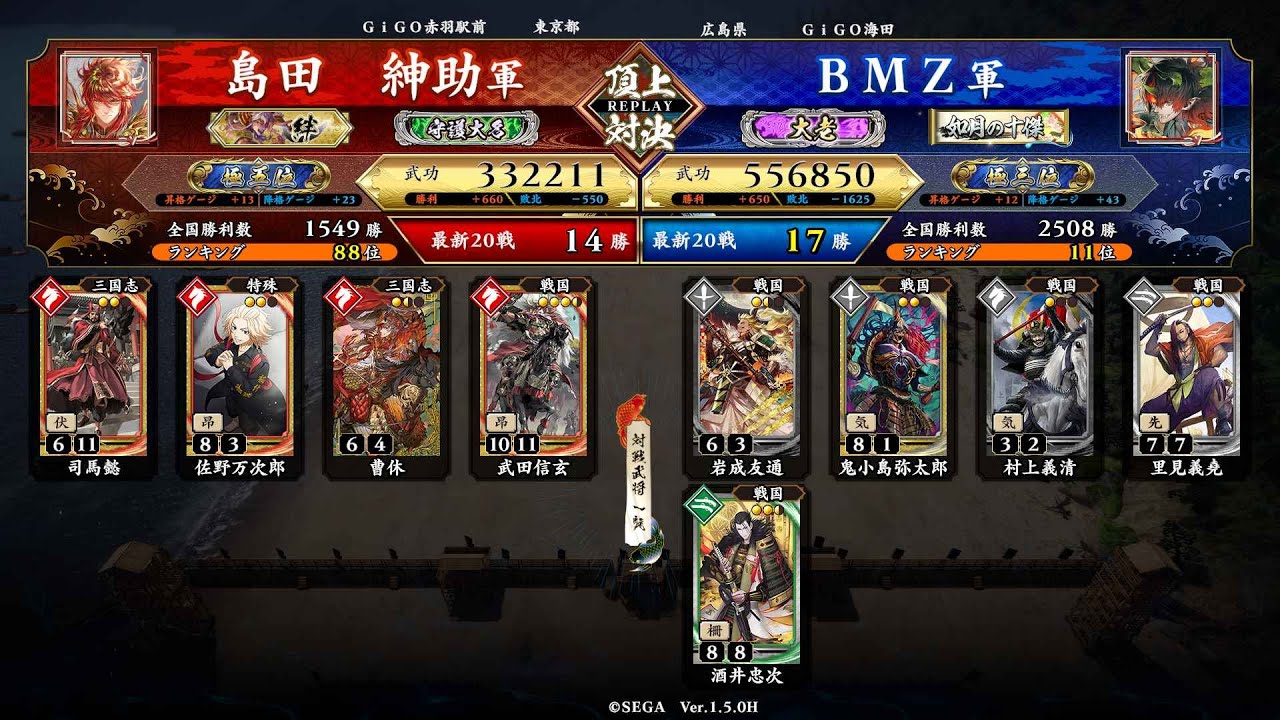 GiGO赤羽駅前 東京都 広島県 GiGO海田
島田 紳助軍
頂上
REPLAY
対決
BMZ軍
絆 守護大名
大老 如月の十傑
極五位
武功 332211
昇格ゲージ +13 降格ゲージ +23
勝利 +660 敗北 -550
武功 556850
極三位
勝利 +650 敗北 -1625
昇格ゲージ +12 降格ゲージ +43
全国勝利数 1549勝
ランキング 88位
最新20戦 14勝
最新20戦 17勝
全国勝利数 2508勝
ランキング 11位
三国志 特殊 三国志 戦国 戦国 戦国 戦国 戦国
伏 昴 昴 気 気 先
6 11 8 3 6 4 10 11 6 3 8 1 3 2 7 7
司馬懿 佐野万次郎 曹休 武田信玄 岩成友通 鬼小島弥太郎 村上義清 里見義堯
対戦武将一覧
戦国
柵
8 8
酒井忠次
©SEGA Ver.1.5.0H